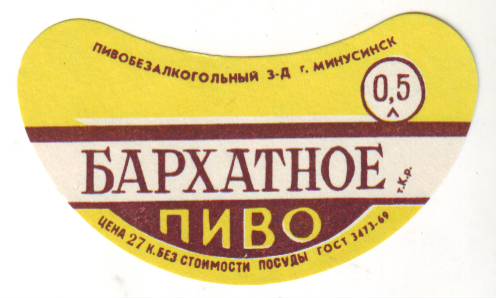 ПИВОБЕЗАЛКОГОЛЬНЫЙ З-Д г. МИНУСИНСК
0,5
л
БАРХАТНОЕ
т.К.р.
ПИВО
ЦЕНА 27 К. БЕЗ СТОИМОСТИ ПОСУДЫ ГОСТ 3473-69